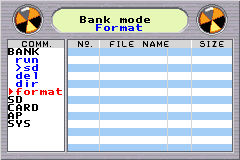 Bank mode
Format
COMM.
Nº. FILE NAME SIZE
BANK
run
>sd
del
dir
format
SD
CARD
AP
SYS